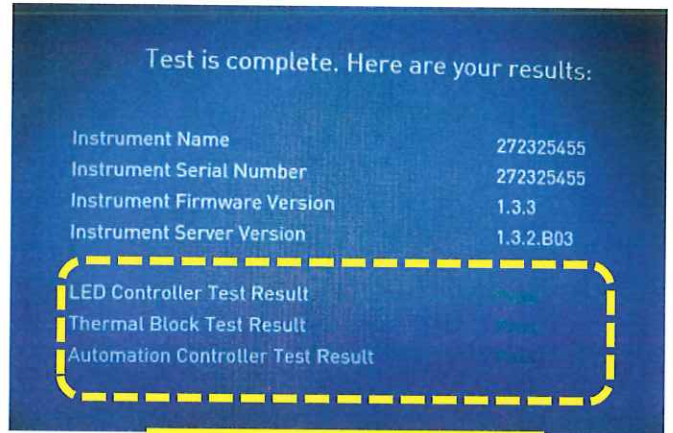 Test is complete. Here are your results:
Instrument Name 272325455
Instrument Serial Number 272325455
Instrument Firmware Version 1.3.3
Instrument Server Version 1.3.2.B03
LED Controller Test Result
Thermal Block Test Result
Automation Controller Test Result